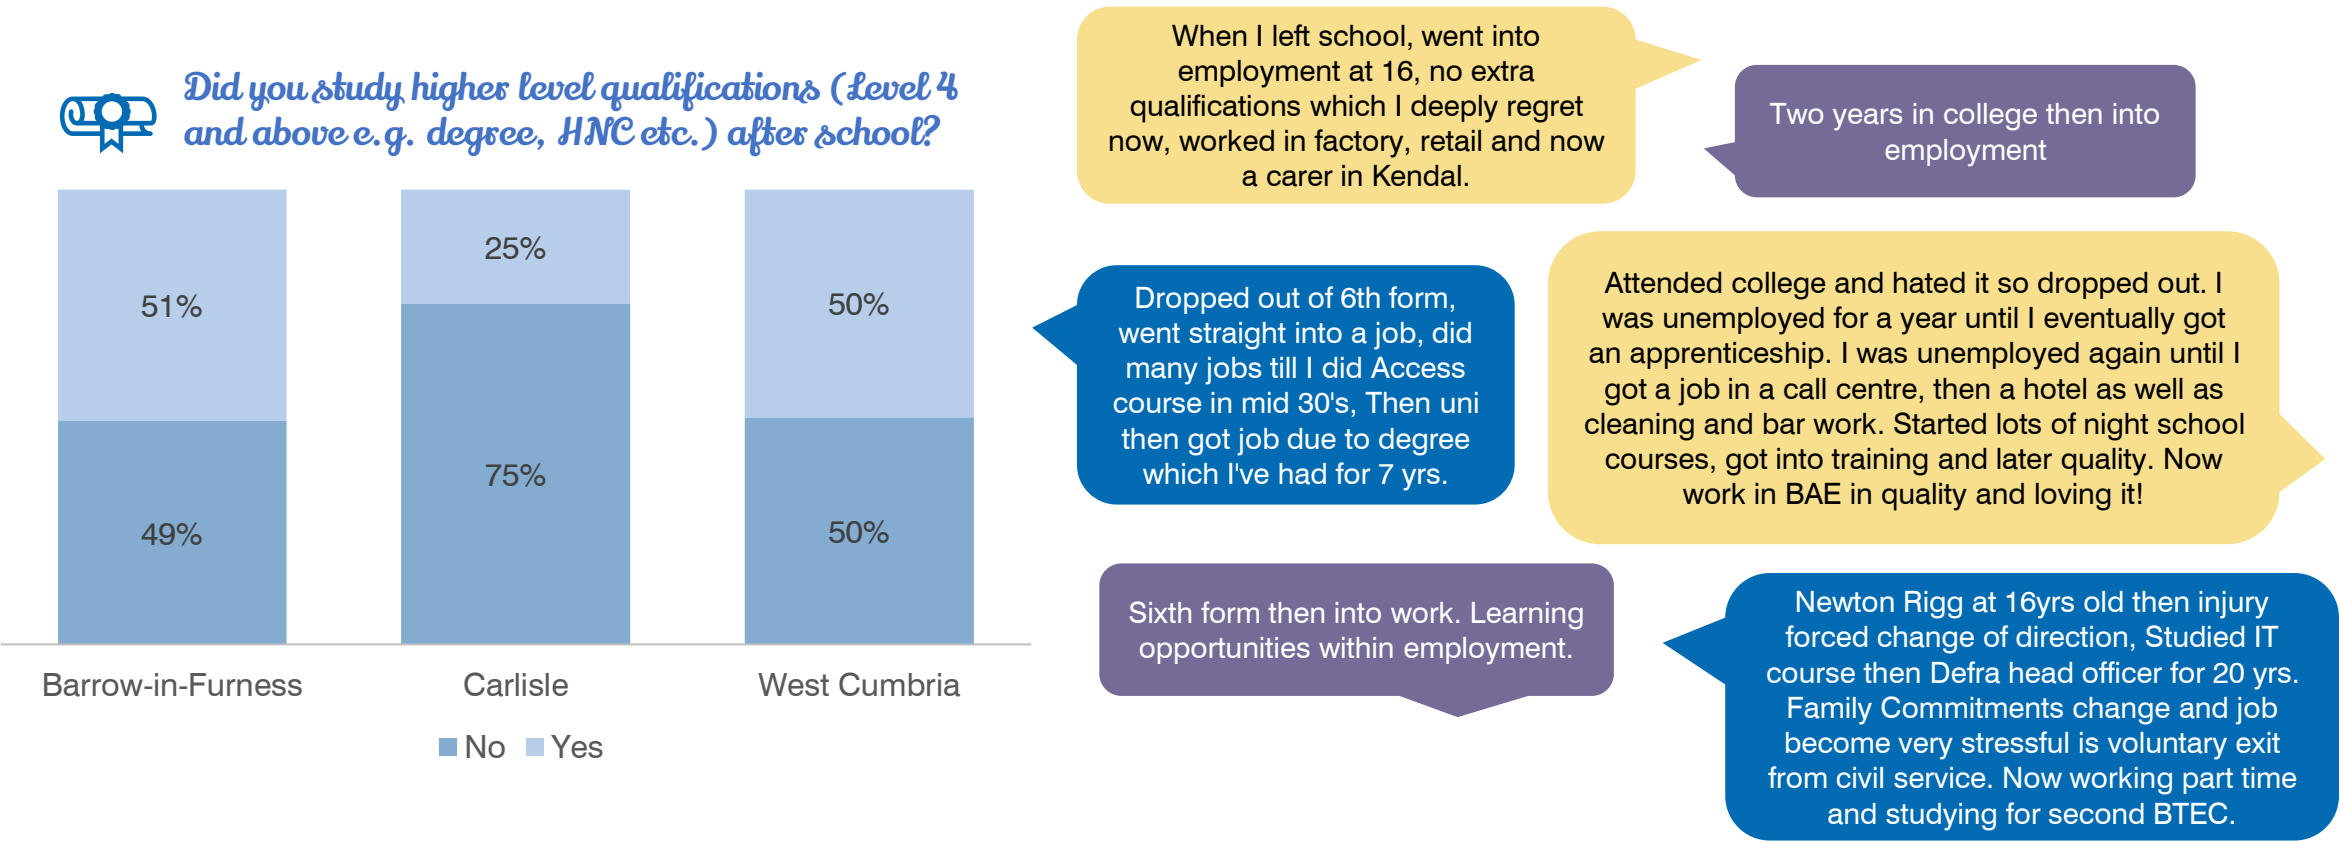 Did you study higher level qualifications (Level 4
and above e.g. degree, HNC etc.) after school?
51%
49%
25%
75%
50%
50%
Barrow-in-Furness
Carlisle
West Cumbria
No
Yes
When I left school, went into
employment at 16, no extra
qualifications which I deeply regret
now, worked in factory, retail and now
a carer in Kendal.
Two years in college then into
employment
Dropped out of 6th form,
went straight into a job, did
many jobs till I did Access
course in mid 30's, Then uni
then got job due to degree
which I've had for 7 yrs.
Attended college and hated it so dropped out. I
was unemployed for a year until I eventually got
an apprenticeship. I was unemployed again until I
got a job in a call centre, then a hotel as well as
cleaning and bar work. Started lots of night school
courses, got into training and later quality. Now
work in BAE in quality and loving it!
Sixth form then into work. Learning
opportunities within employment.
Newton Rigg at 16yrs old then injury
forced change of direction, Studied IT
course then Defra head officer for 20 yrs.
Family Commitments change and job
become very stressful is voluntary exit
from civil service. Now working part time
and studying for second BTEC.